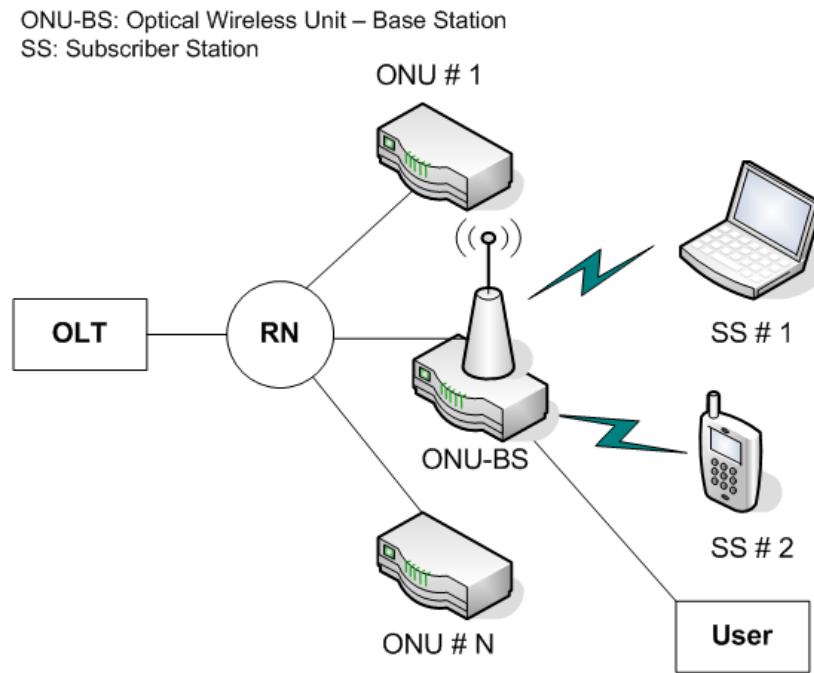 ONU-BS: Optical Wireless Unit – Base Station
SS: Subscriber Station
ONU # 1
OLT
RN
SS # 1
ONU-BS
SS # 2
ONU # N
User